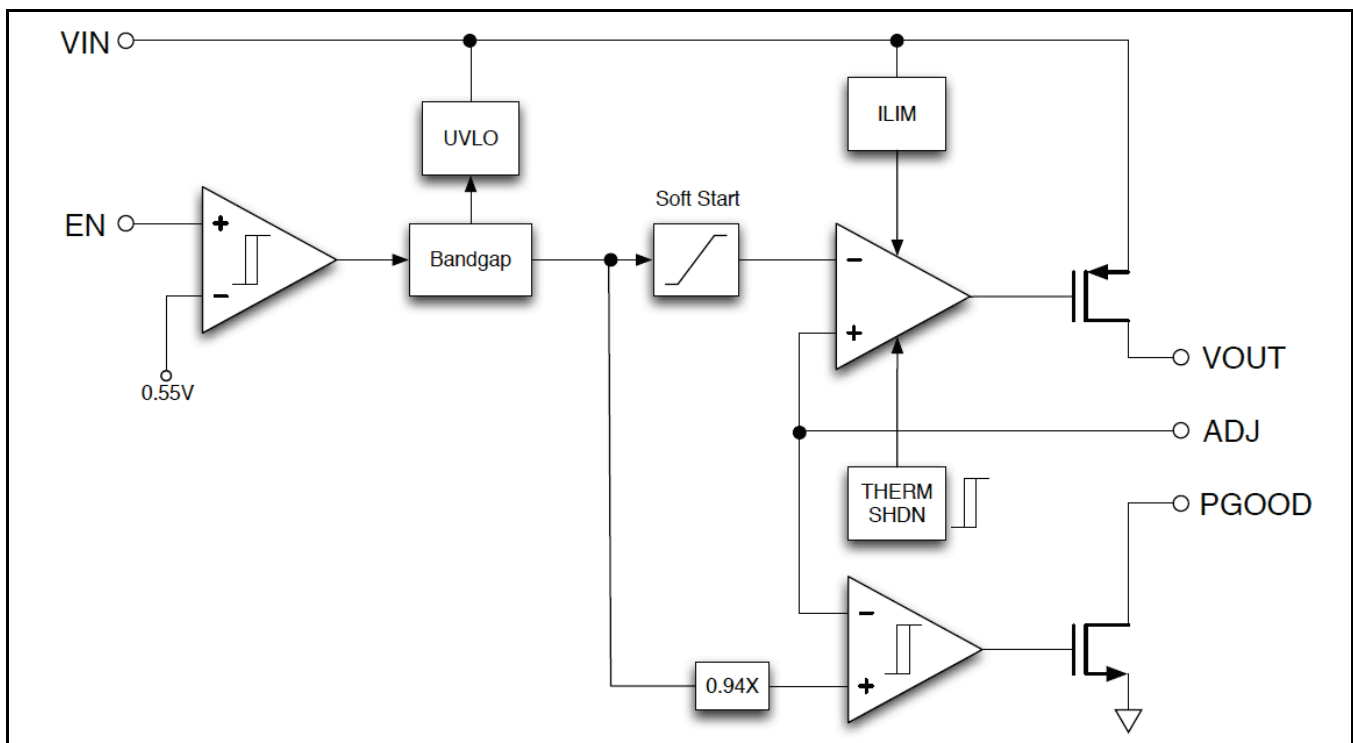 VIN
UVLO
ILIM
Soft Start
EN
+
-
Bandgap
-
+
0.55V
VOUT
ADJ
THERM
SHDN
PGOOD
-
+
0.94X